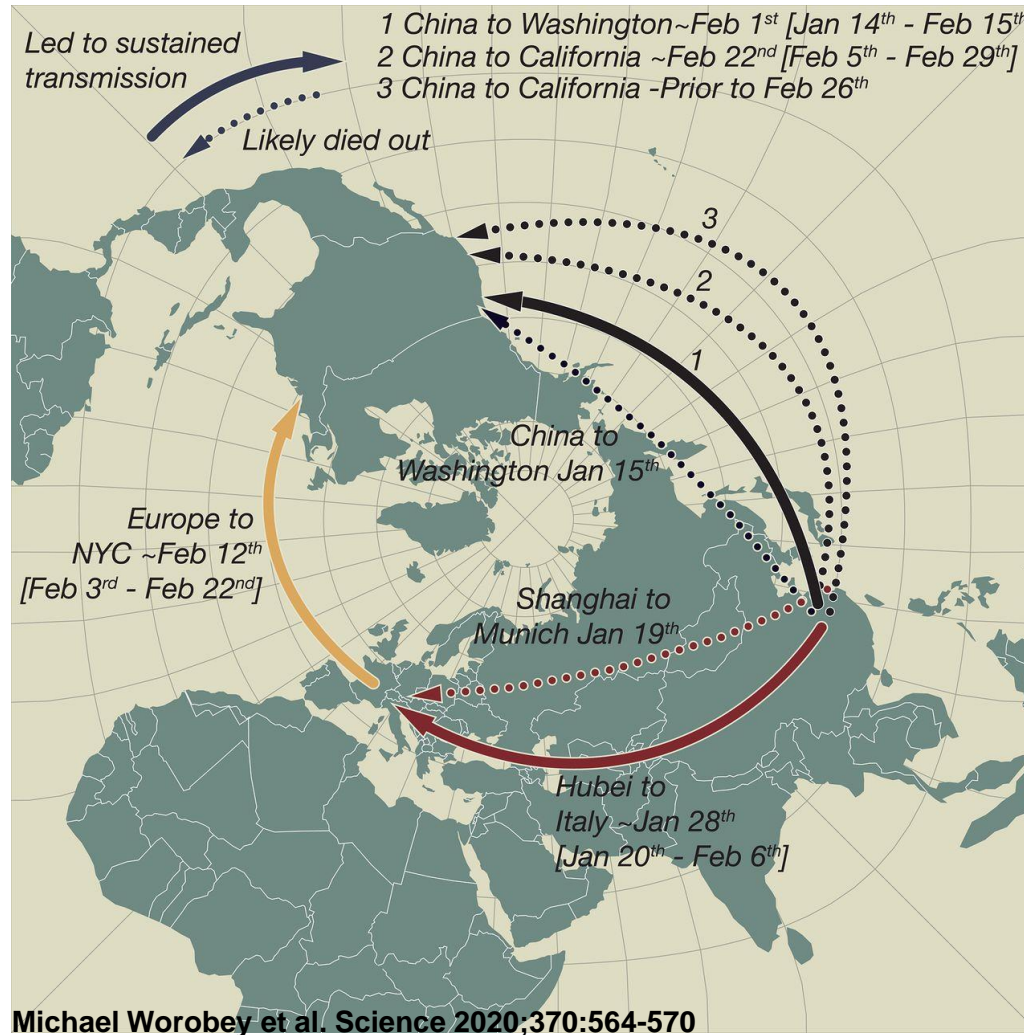 Led to sustained
transmission
1 China to Washington~Feb 1st [Jan 14th - Feb 15th
2 China to California ~Feb 22nd [Feb 5th - Feb 29th]
3 China to California -Prior to Feb 26th
Likely died out
3
2
1
China to
Washington Jan 15th
Europe to
NYC ~Feb 12th
[Feb 3rd - Feb 22nd]
Shanghai to
Munich Jan 19th
Hubei to
Italy ~Jan 28th
[Jan 20th - Feb 6th]
Michael Worobey et al. Science 2020;370:564-570